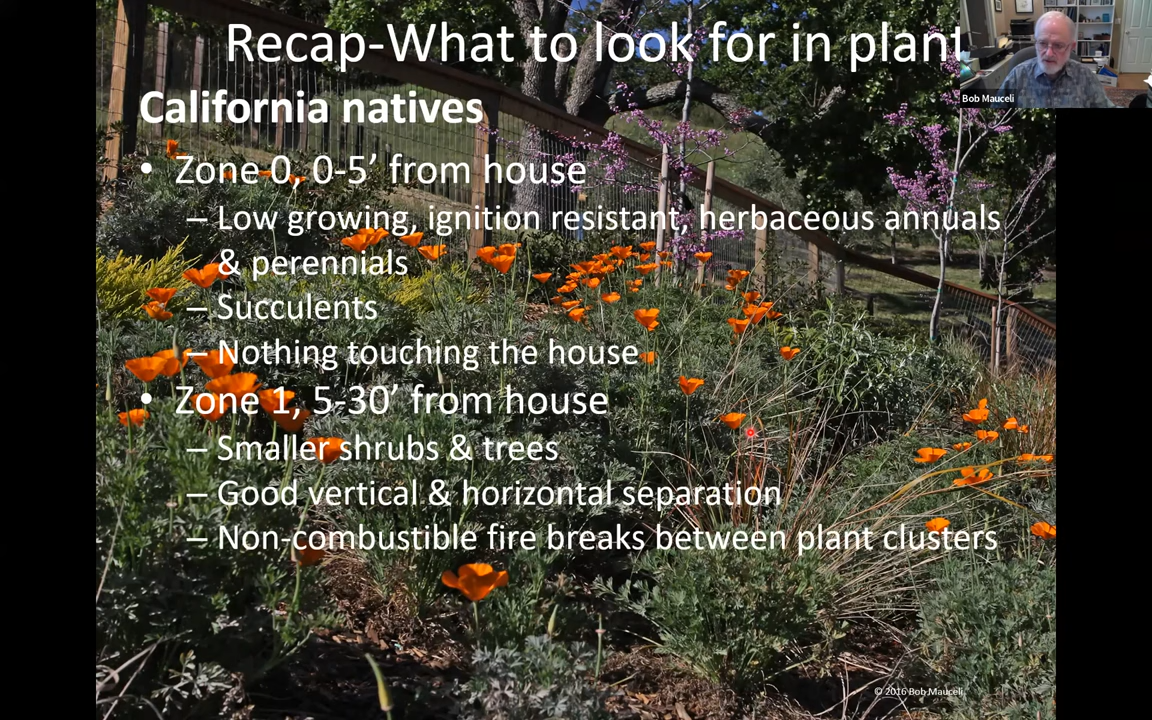 Recap-What to look for in plant
Bob Mauceli
California natives
• Zone 0, 0-5’ from house
– Low growing, ignition resistant, herbaceous annuals
& perennials
– Succulents
– Nothing touching the house
• Zone 1, 5-30’ from house
– Smaller shrubs & trees
– Good vertical & horizontal separation
– Non-combustible fire breaks between plant clusters
© 2016 Bob Mauceli